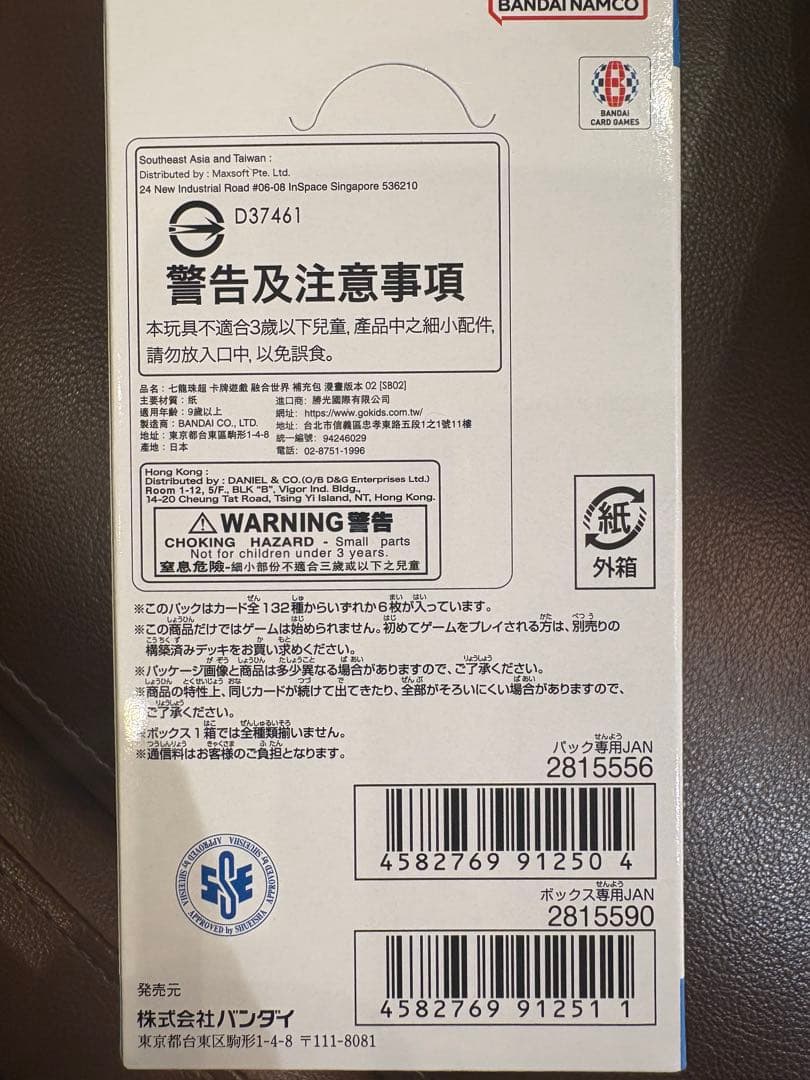 BANDAI NAMCO
BANDAI
CARD GAMES
Southeast Asia and Taiwan :
Distributed by : Maxsoft Pte. Ltd.
24 New Industrial Road #06-08 InSpace Singapore 536210
D37461
警告及注意事項
本玩具不適合3歲以下兒童, 產品中之細小配件,
請勿放入口中, 以免誤食。
品名：七龍珠超 卡牌遊戲 融合世界 補充包 漫畫版本 02 [SB02]
主要材質：紙
適用年齡：9歲以上
製造商：BANDAI CO., LTD.
地址：東京都台東區駒形1-4-8
產地：日本
進口商：勝光國際有限公司
網址：https://www.gokids.com.tw/
地址：台北市信義區忠孝東路五段1之1號11樓
統一編號：94246029
電話：02-8751-1996
Hong Kong :
Distributed by : DANIEL & CO.(O/B D&G Enterprises Ltd.)
Room 1-12, 5/F., BLK “B”, Vigor Ind. Bldg.,
14-20 Cheung Tat Road, Tsing Yi Island, NT, Hong Kong.
⚠WARNING 警告
CHOKING HAZARD - Small parts
Not for children under 3 years.
窒息危險-細小部份不適合三歲或以下之兒童
紙
外箱
※このパックはカード全132種からいずれか6枚が入っています。
※この商品だけではゲームは始められません。初めてゲームをプレイされる方は、別売りの
構築済みデッキをお買い求めください。
※パッケージ画像と商品は多少異なる場合がありますので、ご了承ください。
※商品の特性上、同じカードが続けて出てきたり、全部がそろいにくい場合がありますので、
ご了承ください。
※ボックス1箱では全種類揃いません。
※通信料はお客様のご負担となります。
パック専用JAN
2815556
4582769 912504
ボックス専用JAN
2815590
4582769 912511
APPROVED by SHUEISHA APPROVED by SHUEISHA
SSE
発売元
株式会社バンダイ
東京都台東区駒形1-4-8 〒111-8081